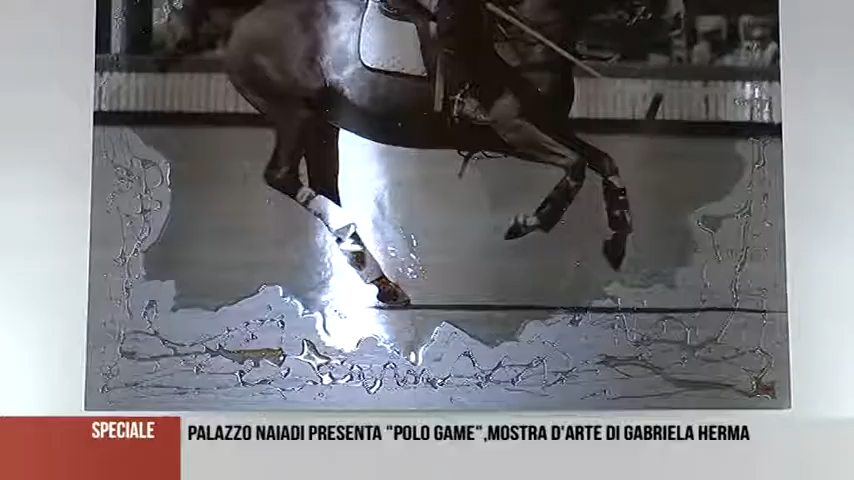 SPECIALE
PALAZZO NAIADI PRESENTA "POLO GAME",MOSTRA D'ARTE DI GABRIELA HERMA